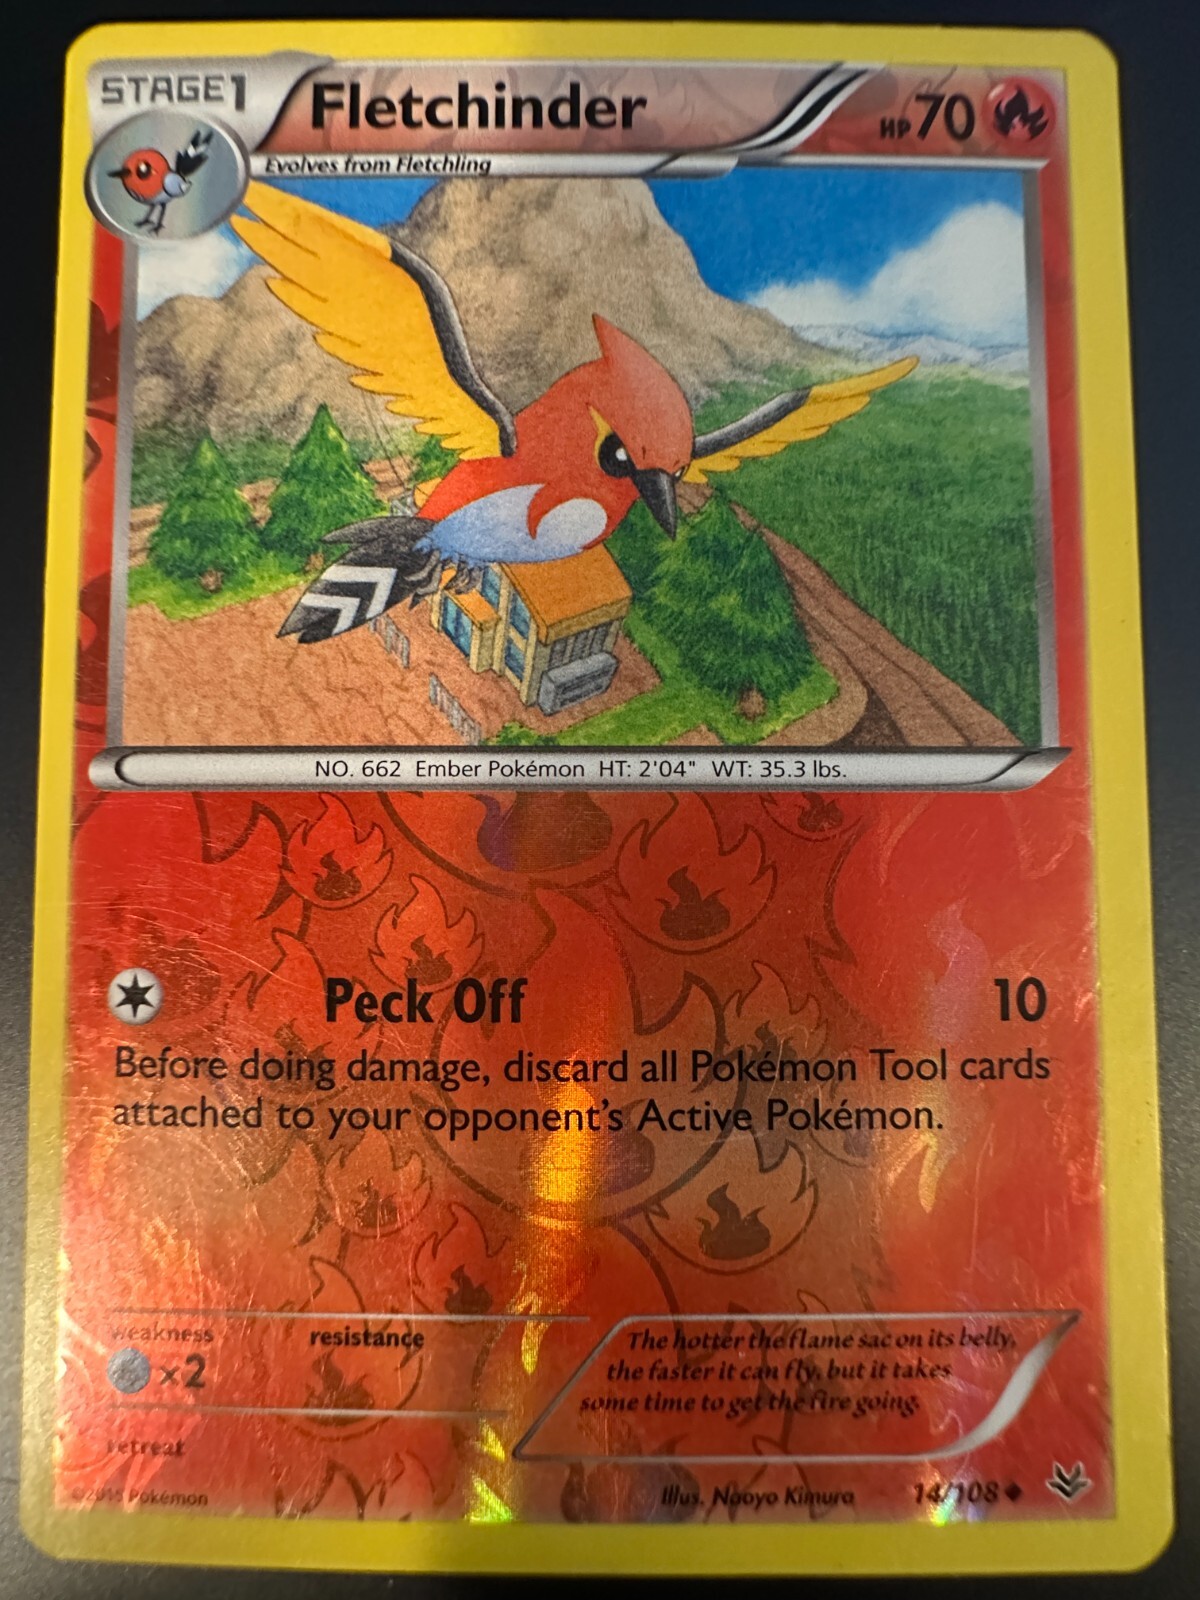 STAGE1
Fletchinder
HP70
Evolves from Fletchling
NO. 662 Ember Pokémon HT: 2'04" WT: 35.3 lbs.
Peck Off 10
Before doing damage, discard all Pokémon Tool cards
attached to your opponent's Active Pokémon.
weakness resistance
×2
The hotter the flame sac on its belly,
the faster it can fly, but it takes
some time to get the fire going.
retreat
©2015 Pokémon Illus. Naoyo Kimura 14/108